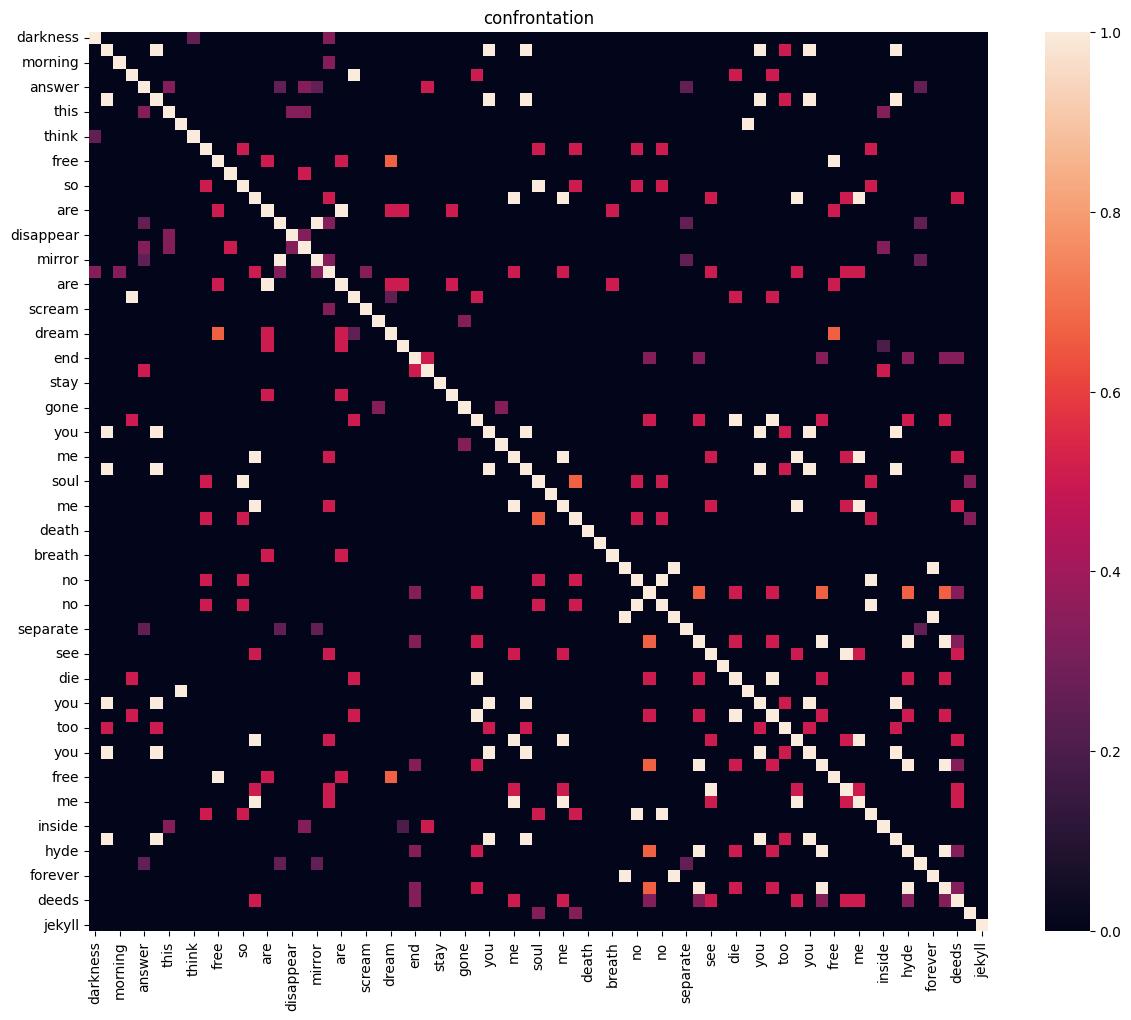 confrontation
darkness
morning
answer
this
think
free
so
are
disappear
mirror
are
scream
dream
end
stay
gone
you
me
soul
me
death
breath
no
no
separate
see
die
you
too
you
free
me
inside
hyde
forever
deeds
jekyll
1.0
0.8
0.6
0.4
0.2
0.0
darkness
morning
answer
this
think
free
so
are
disappear
mirror
are
scream
dream
end
stay
gone
you
me
soul
me
death
breath
no
no
separate
see
die
you
too
you
free
me
inside
hyde
forever
deeds
jekyll